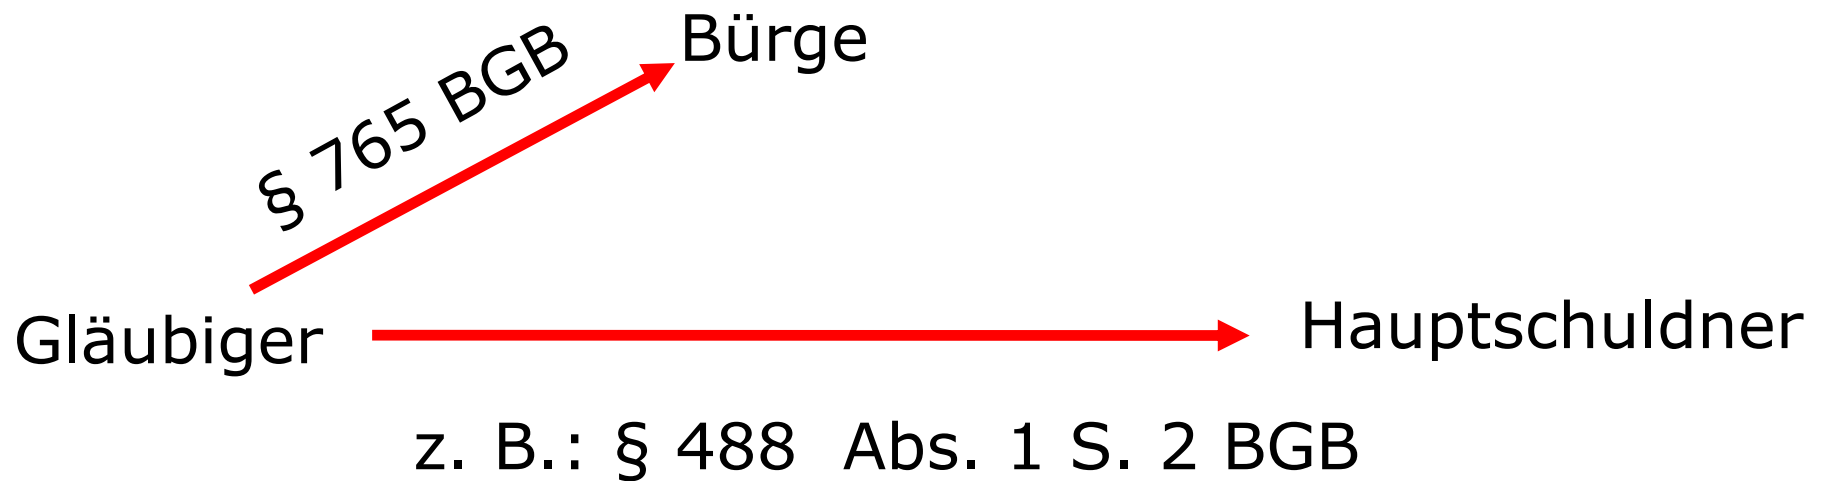 Bürge
§ 765 BGB
Gläubiger
Hauptschuldner
z. B.: § 488 Abs. 1 S. 2 BGB